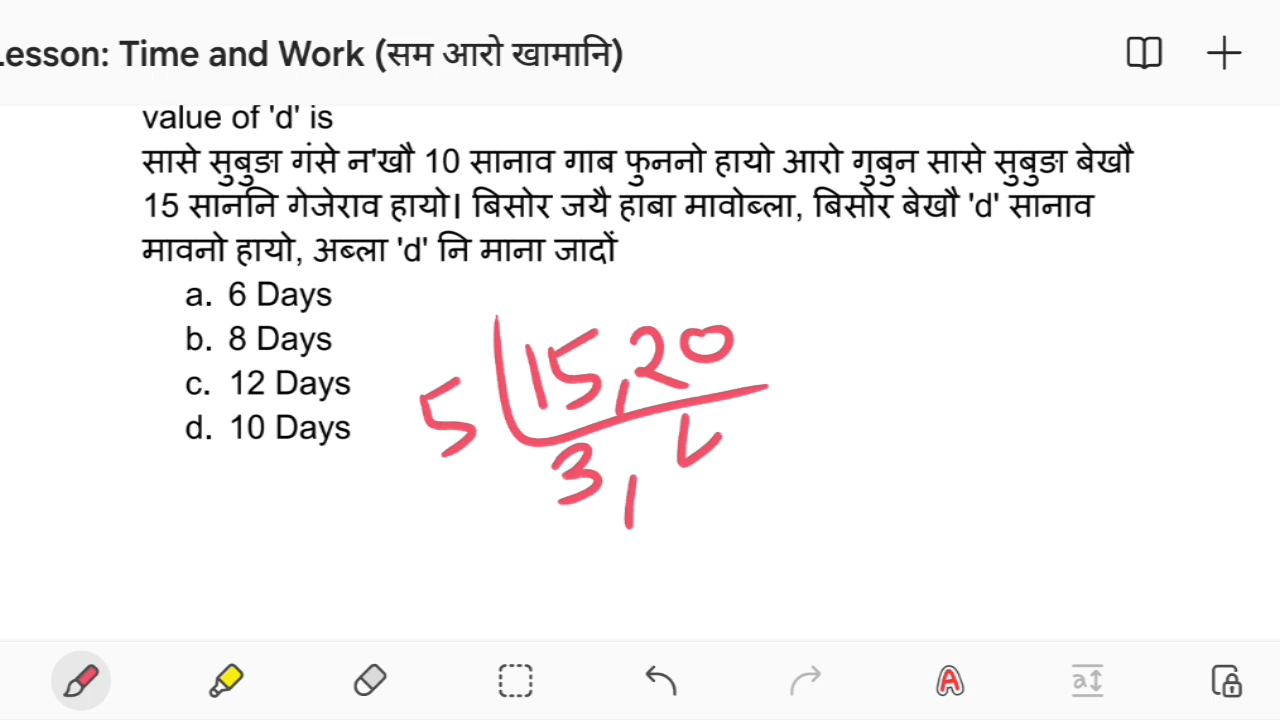 Lesson: Time and Work (सम आरो खामानि)
value of 'd' is
सासे सुबुङा गंसे न'खौ 10 सानाव गाब फुननो हायो आरो गुबुन सासे सुबुङा बेखौ
15 साननि गेजेराव हायो। बिसोर जयै हाबा मावोब्ला, बिसोर बेखौ 'd' सानाव
मावनो हायो, अब्ला 'd' नि माना जादों
a. 6 Days
b. 8 Days
c. 12 Days
d. 10 Days
5 15, 20
3,
A
a